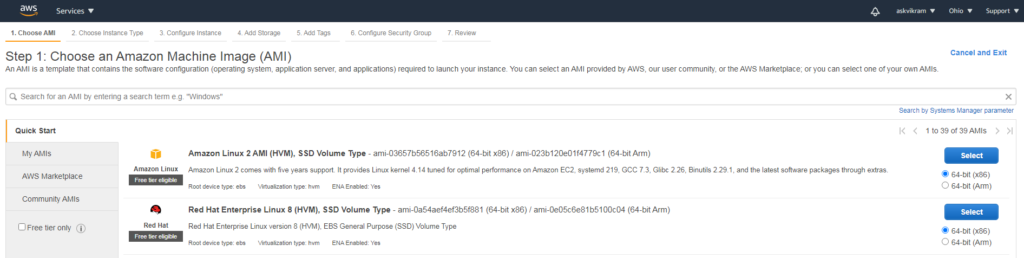 aws Services askvikram Ohio Support
1. Choose AMI 2. Choose Instance Type 3. Configure Instance 4. Add Storage 5. Add Tags 6. Configure Security Group 7. Review
Step 1: Choose an Amazon Machine Image (AMI)
Cancel and Exit
An AMI is a template that contains the software configuration (operating system, application server, and applications) required to launch your instance. You can select an AMI provided by AWS, our user community, or the AWS Marketplace; or you can select one of your own AMIs.
Search for an AMI by entering a search term e.g. "Windows"
Search by Systems Manager parameter
Quick Start
1 to 39 of 39 AMIs
My AMIs
AWS Marketplace
Community AMIs
Free tier only
Amazon Linux
Free tier eligible
Amazon Linux 2 AMI (HVM), SSD Volume Type - ami-03657b56516ab7912 (64-bit x86) / ami-023b120e01f4779c1 (64-bit Arm)
Amazon Linux 2 comes with five years support. It provides Linux kernel 4.14 tuned for optimal performance on Amazon EC2, systemd 219, GCC 7.3, Glibc 2.26, Binutils 2.29.1, and the latest software packages through extras.
Root device type: ebs Virtualization type: hvm ENA Enabled: Yes
Select
64-bit (x86)
64-bit (Arm)
Red Hat
Free tier eligible
Red Hat Enterprise Linux 8 (HVM), SSD Volume Type - ami-0a54aef4ef3b5f881 (64-bit x86) / ami-0e05c6e81b5100c04 (64-bit Arm)
Red Hat Enterprise Linux version 8 (HVM), EBS General Purpose (SSD) Volume Type
Root device type: ebs Virtualization type: hvm ENA Enabled: Yes
Select
64-bit (x86)
64-bit (Arm)